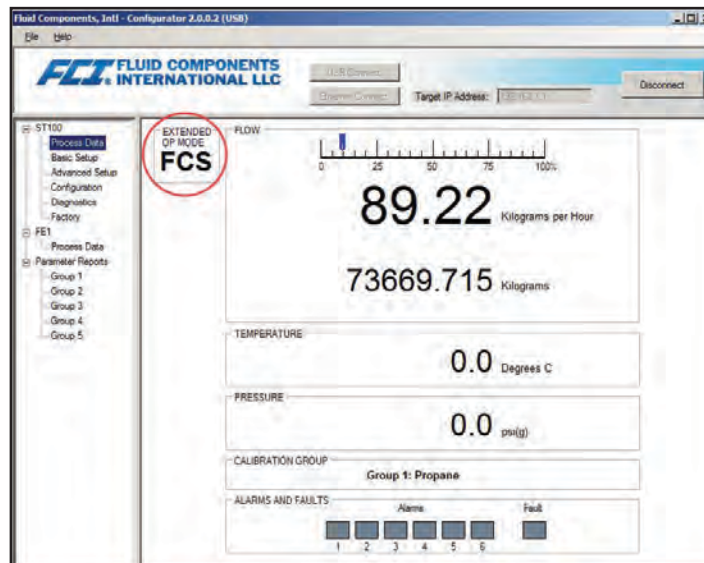 Fluid Components, Intl - Configurator 2.0.0.2 (USB)
File Help
FCI. FLUID COMPONENTS
INTERNATIONAL LLC
Target IP Address:
Disconnect
ST100
Process Data
Basic Setup
Advanced Setup
Configuration
Diagnostics
Factory
FE1
Process Data
Parameter Reports
Group 1
Group 2
Group 3
Group 4
Group 5
EXTENDED
OP MODE
FCS
FLOW
0 25 50 75 100%
89.22 Kilograms per Hour
73669.715 Kilograms
TEMPERATURE
0.0 Degrees C
PRESSURE
0.0 psi(g)
CALIBRATION GROUP
Group 1: Propane
ALARMS AND FAULTS
Alarms Fault
1 2 3 4 5 6